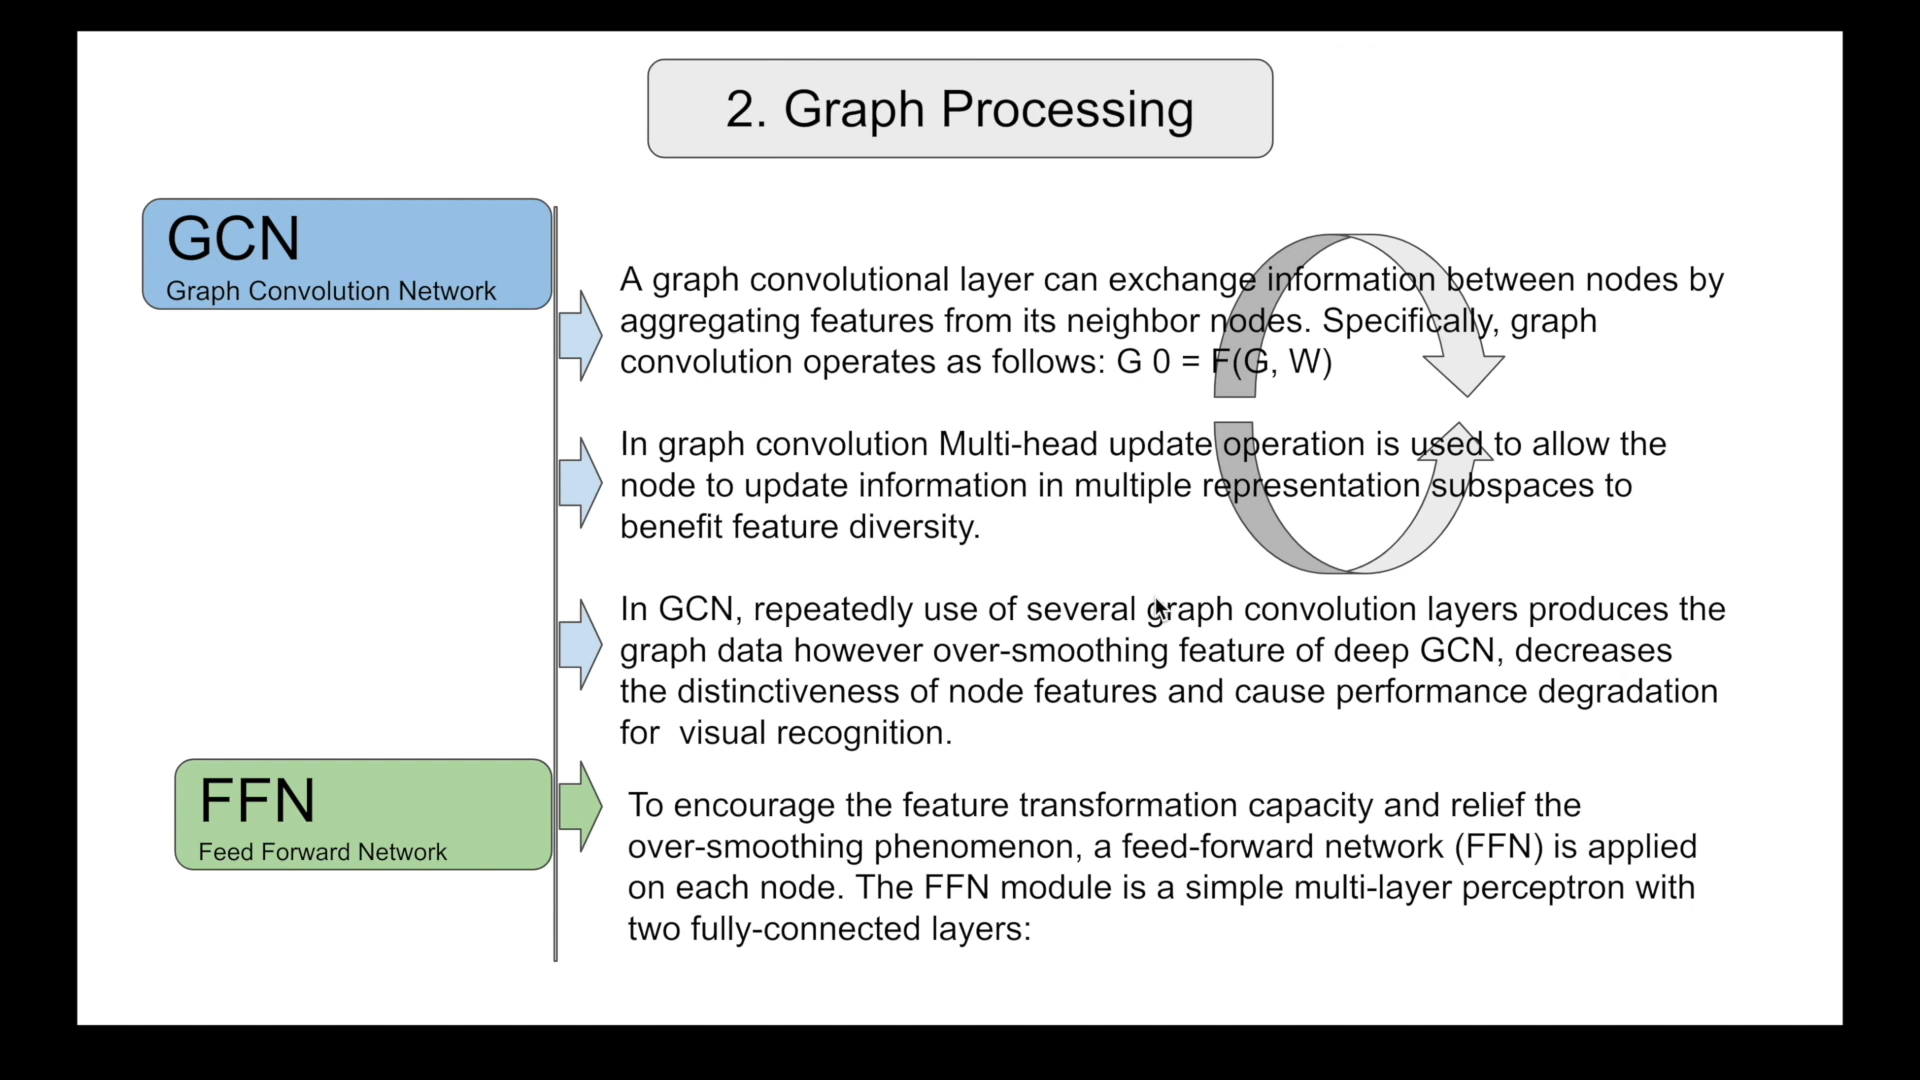 2. Graph Processing
GCN
Graph Convolution Network
A graph convolutional layer can exchange information between nodes by
aggregating features from its neighbor nodes. Specifically, graph
convolution operates as follows: G 0 = F(G, W)
In graph convolution Multi-head update operation is used to allow the
node to update information in multiple representation subspaces to
benefit feature diversity.
In GCN, repeatedly use of several graph convolution layers produces the
graph data however over-smoothing feature of deep GCN, decreases
the distinctiveness of node features and cause performance degradation
for  visual recognition.
FFN
Feed Forward Network
To encourage the feature transformation capacity and relief the
over-smoothing phenomenon, a feed-forward network (FFN) is applied
on each node. The FFN module is a simple multi-layer perceptron with
two fully-connected layers: